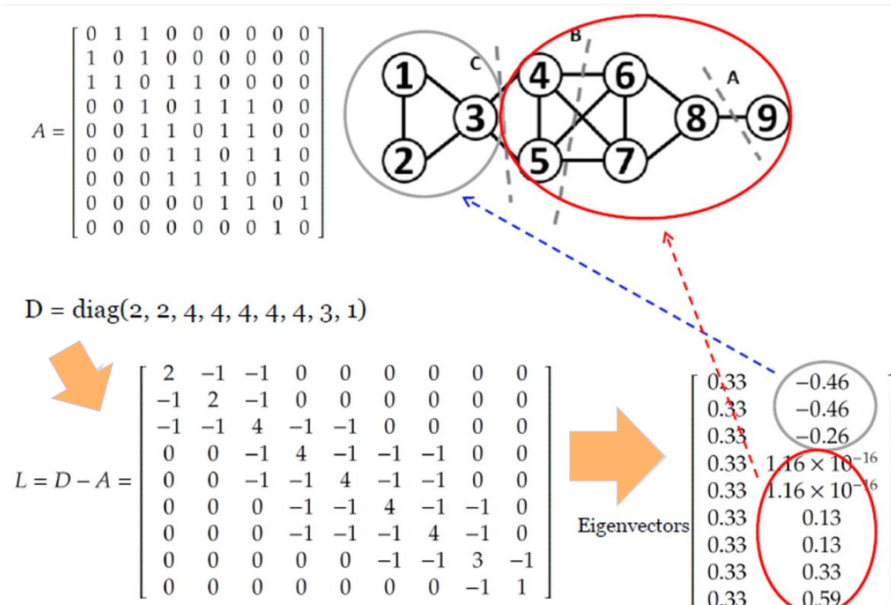 A =
0 1 1 0 0 0 0 0 0
1 0 1 0 0 0 0 0 0
1 1 0 1 1 0 0 0 0
0 0 1 0 1 1 1 0 0
0 0 1 1 0 1 1 0 0
0 0 0 1 1 0 1 1 0
0 0 0 1 1 1 0 1 0
0 0 0 0 0 1 1 0 1
0 0 0 0 0 0 0 1 0
C
B
A
1
2
3
4
5
6
7
8
9
D = diag(2, 2, 4, 4, 4, 4, 4, 3, 1)
L = D − A =
2 −1 −1 0 0 0 0 0 0
−1 2 −1 0 0 0 0 0 0
−1 −1 4 −1 −1 0 0 0 0
0 0 −1 4 −1 −1 −1 0 0
0 0 −1 −1 4 −1 −1 0 0
0 0 0 −1 −1 4 −1 −1 0
0 0 0 −1 −1 −1 4 −1 0
0 0 0 0 0 −1 −1 3 −1
0 0 0 0 0 0 0 −1 1
Eigenvectors
0.33 −0.46
0.33 −0.46
0.33 −0.26
0.33 1.16 × 10⁻¹⁶
0.33 1.16 × 10⁻¹⁶
0.33 0.13
0.33 0.13
0.33 0.33
0.33 0.59